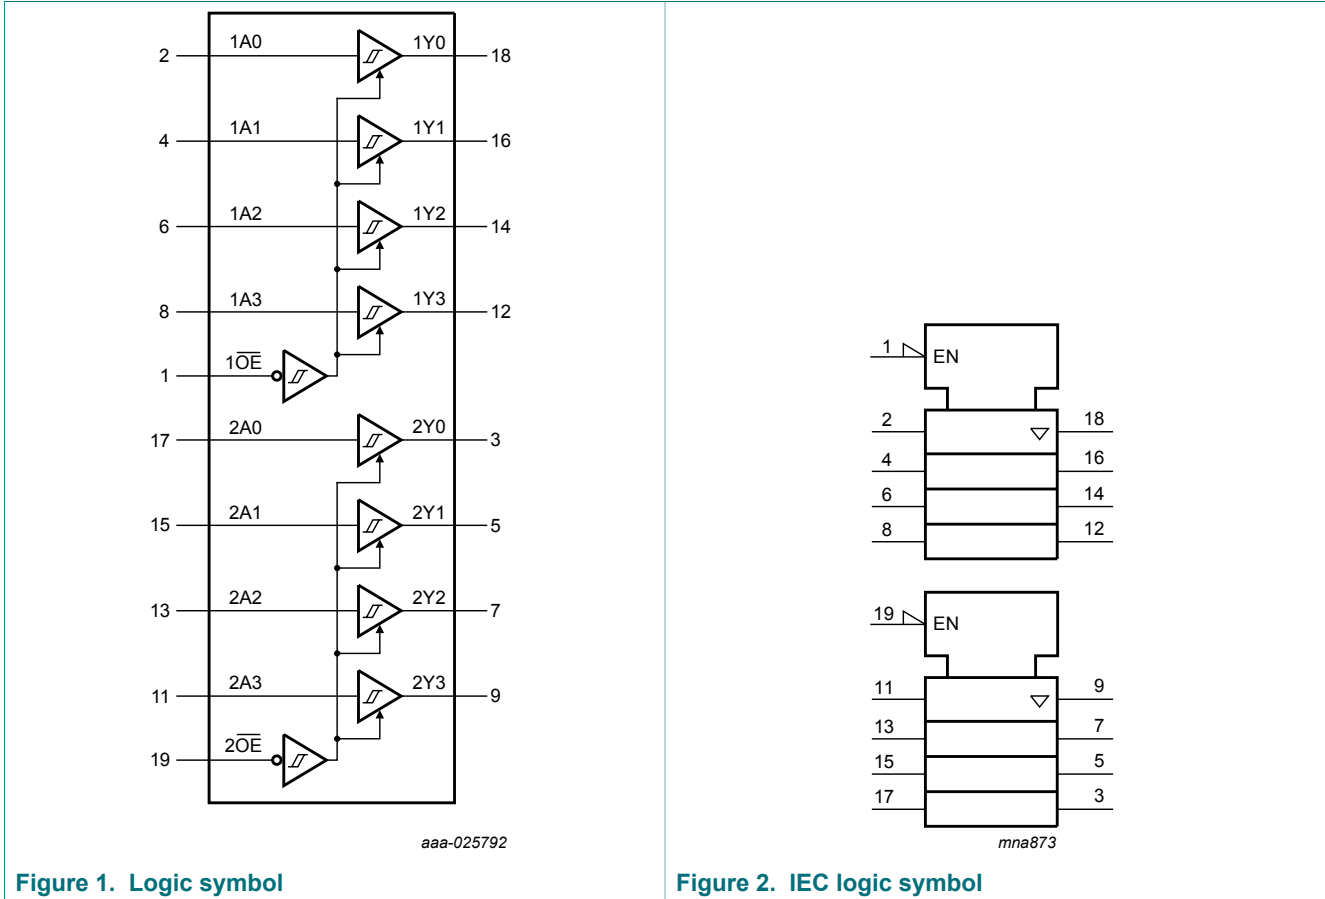 2 1A0 1Y0 18
4 1A1 1Y1 16
6 1A2 1Y2 14
8 1A3 1Y3 12
1 1O̅E̅
17 2A0 2Y0 3
15 2A1 2Y1 5
13 2A2 2Y2 7
11 2A3 2Y3 9
19 2O̅E̅
aaa-025792
Figure 1. Logic symbol
1 EN
2 18
4 16
6 14
8 12
19 EN
11 9
13 7
15 5
17 3
mna873
Figure 2. IEC logic symbol